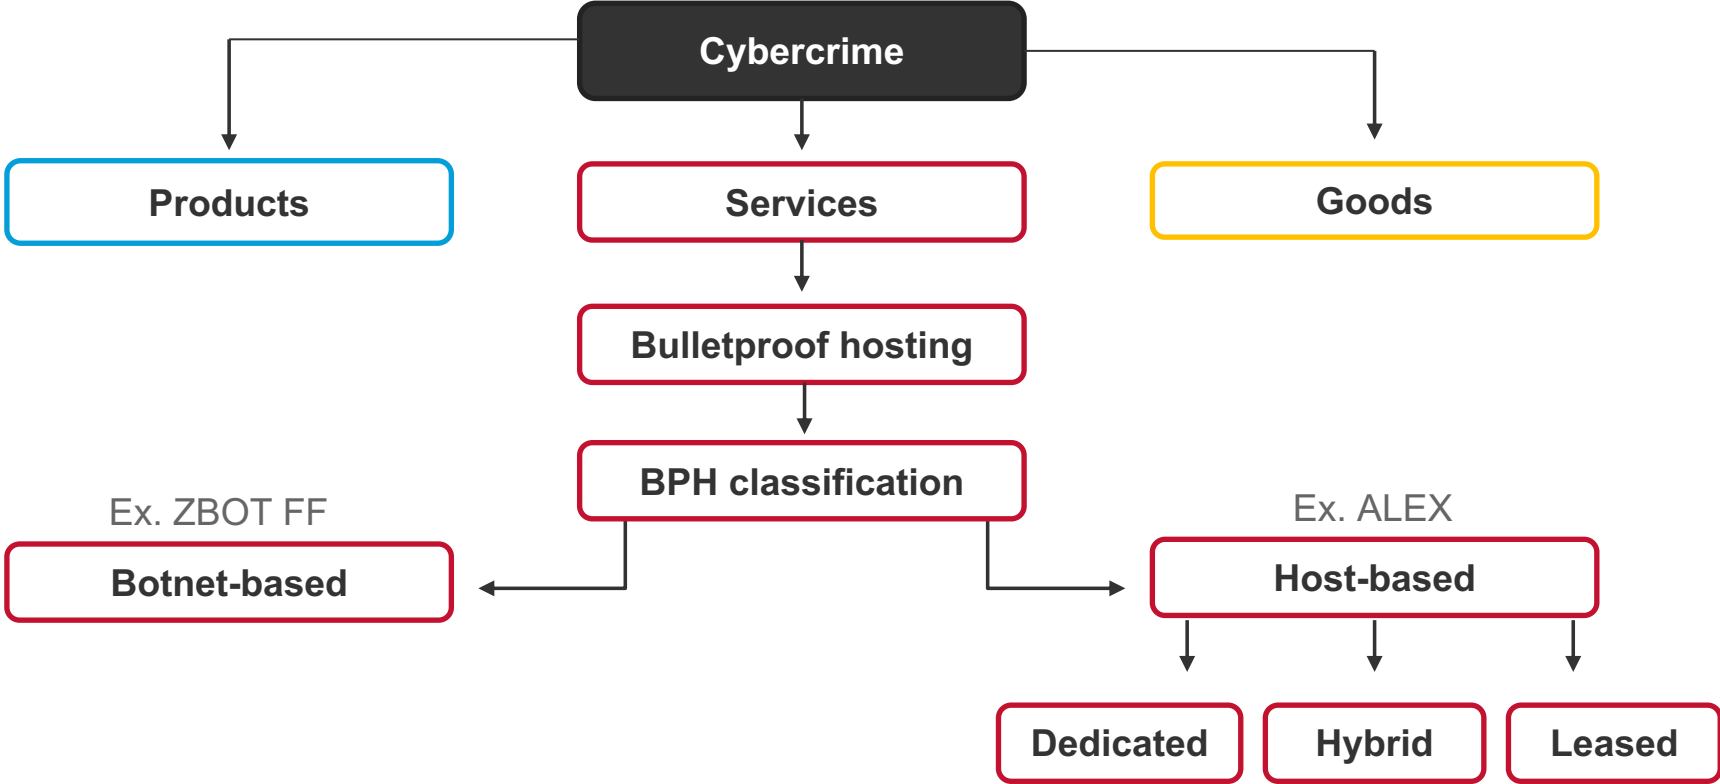 Cybercrime
Products
Services
Goods
Bulletproof hosting
BPH classification
Ex. ZBOT FF
Ex. ALEX
Botnet-based
Host-based
Dedicated
Hybrid
Leased